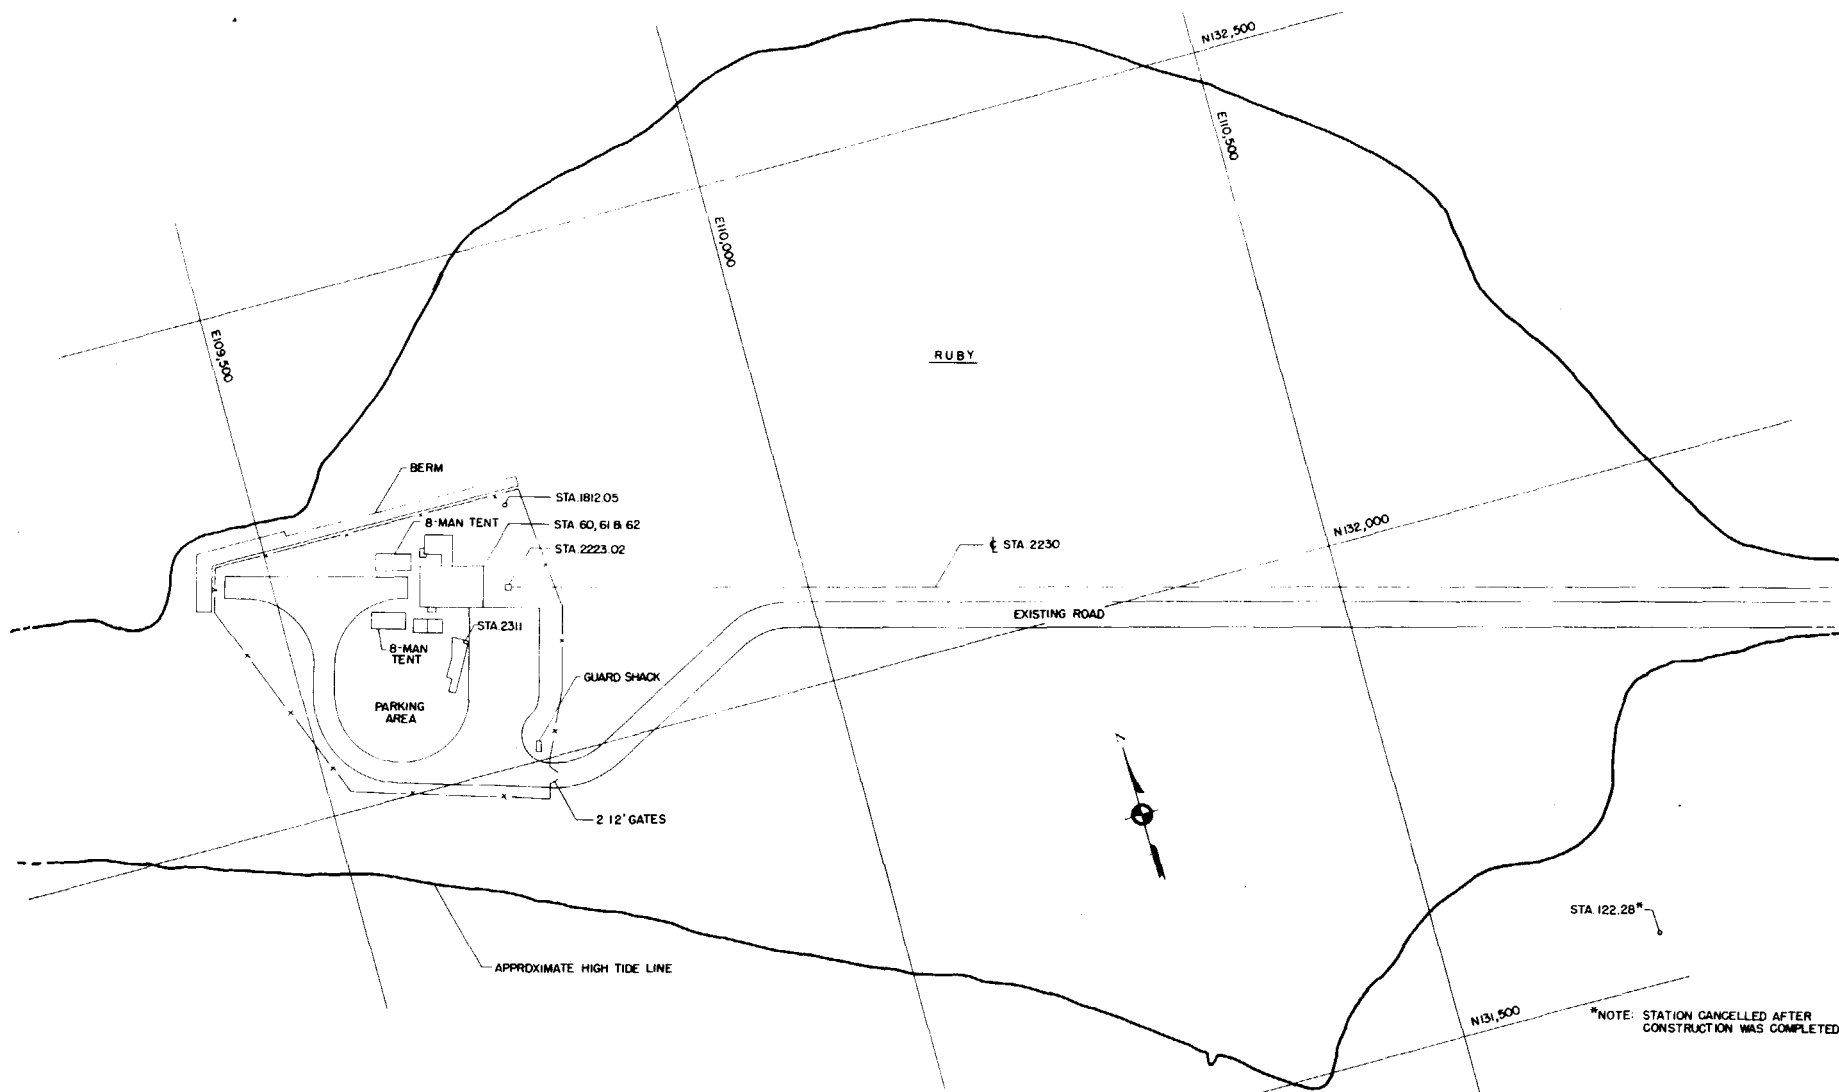 N132,500
E110,500
E110,000
E109,500
RUBY
BERM
STA.1812.05
8-MAN TENT
STA. 60, 61 & 62
STA.2223.02
N132,000
℄ STA. 2230
EXISTING ROAD
STA.2311
8-MAN
TENT
GUARD SHACK
PARKING
AREA
2 12' GATES
STA. 122.28*
APPROXIMATE HIGH TIDE LINE
N131,500
*NOTE: STATION CANCELLED AFTER
CONSTRUCTION WAS COMPLETED